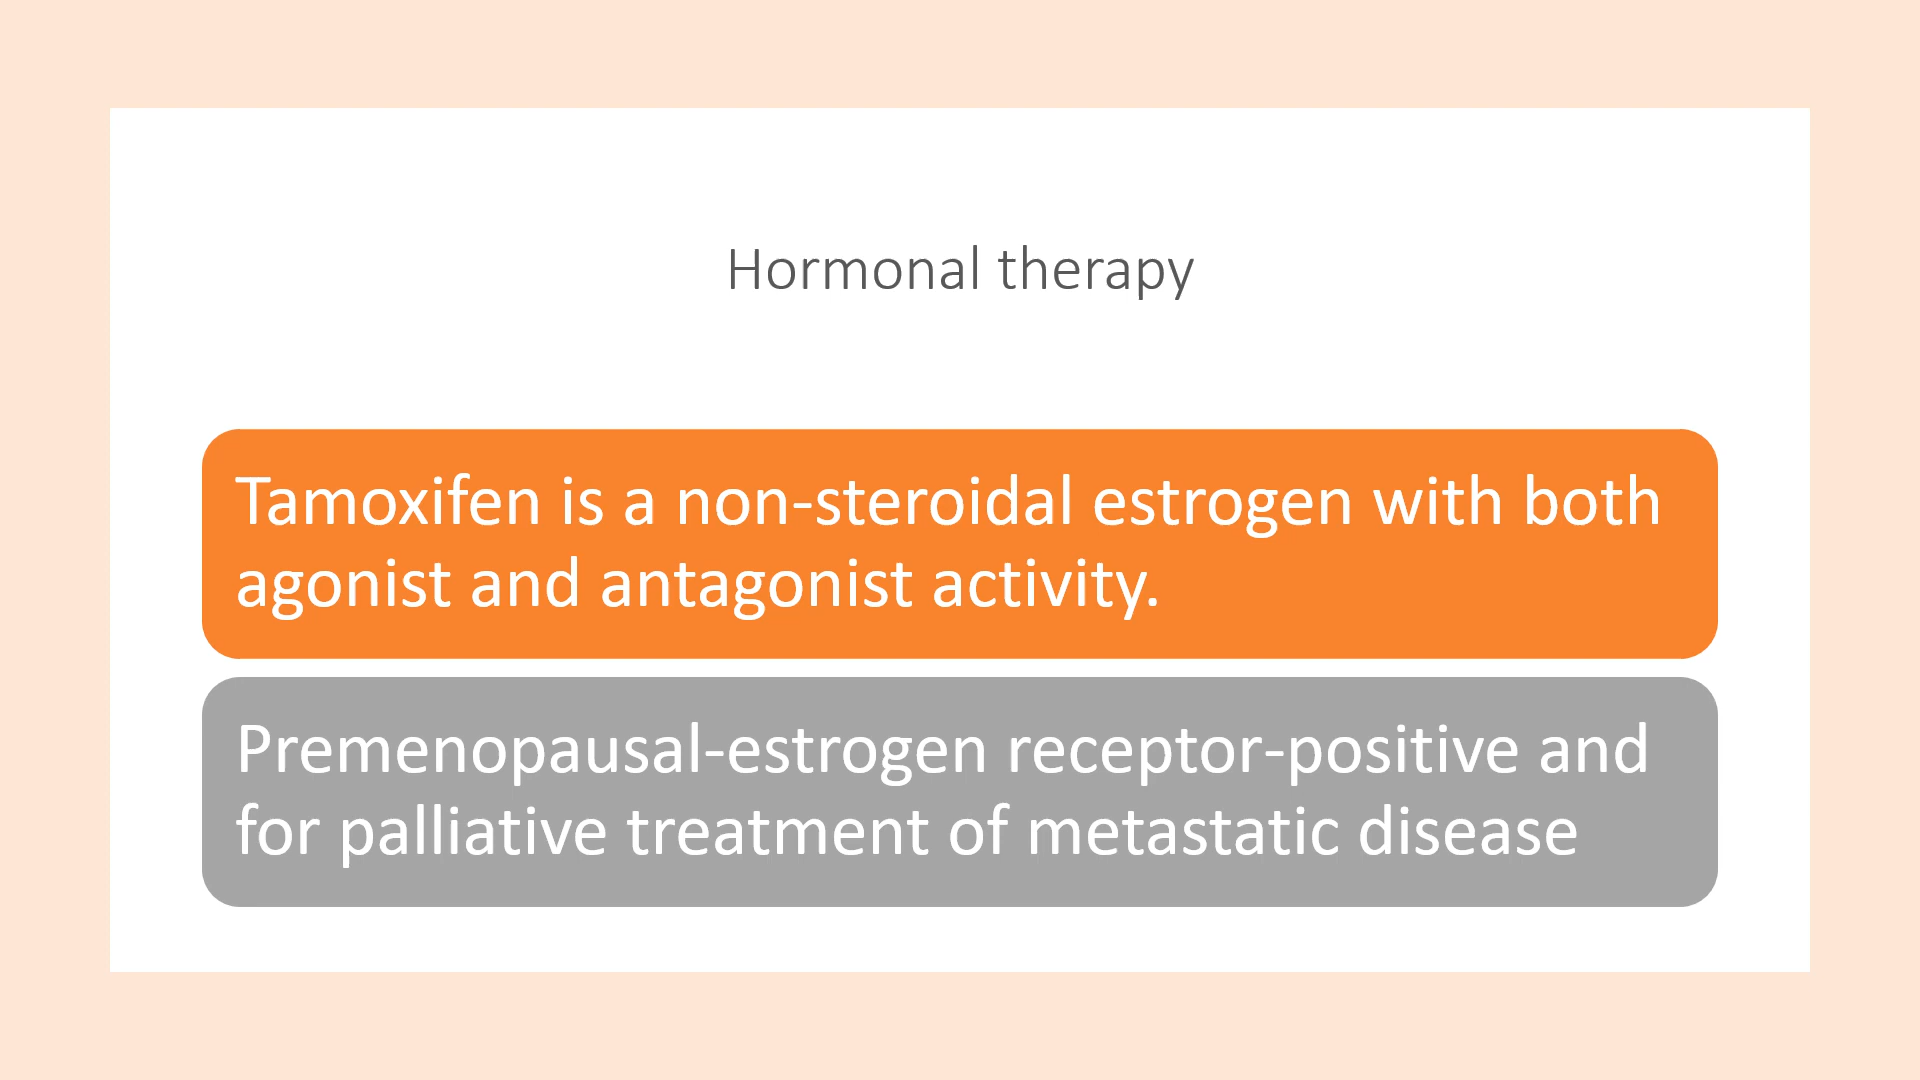 Hormonal therapy
Tamoxifen is a non-steroidal estrogen with both
agonist and antagonist activity.
Premenopausal-estrogen receptor-positive and
for palliative treatment of metastatic disease